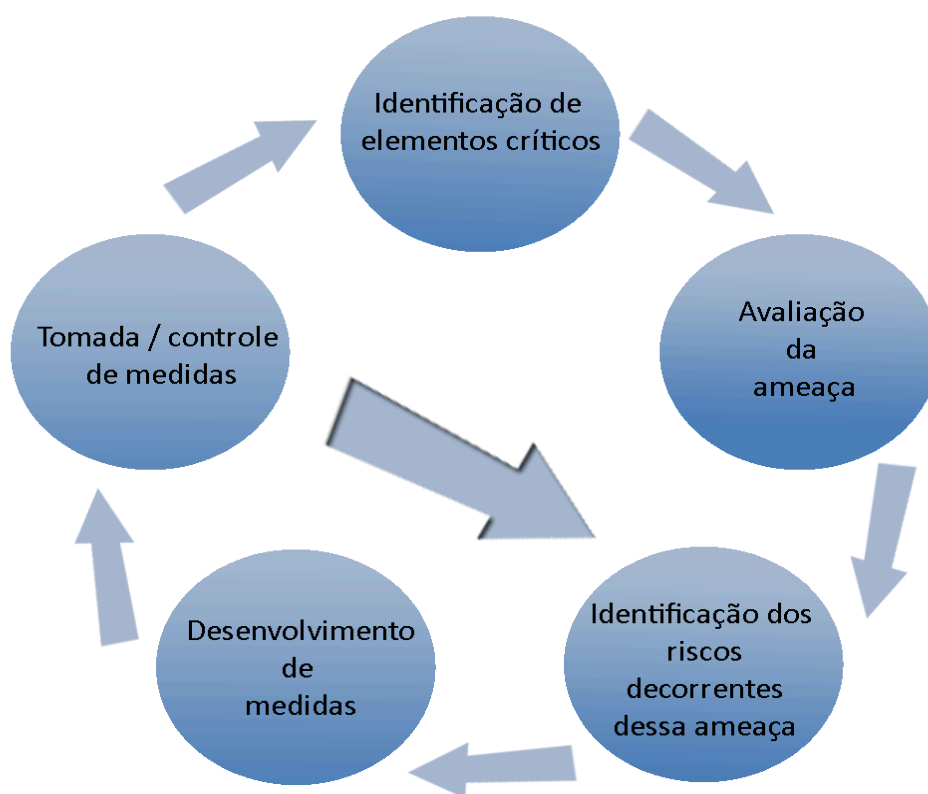 Identificação de
elementos críticos
Avaliação
da
ameaça
Identificação dos
riscos
decorrentes
dessa ameaça
Desenvolvimento
de
medidas
Tomada / controle
de medidas